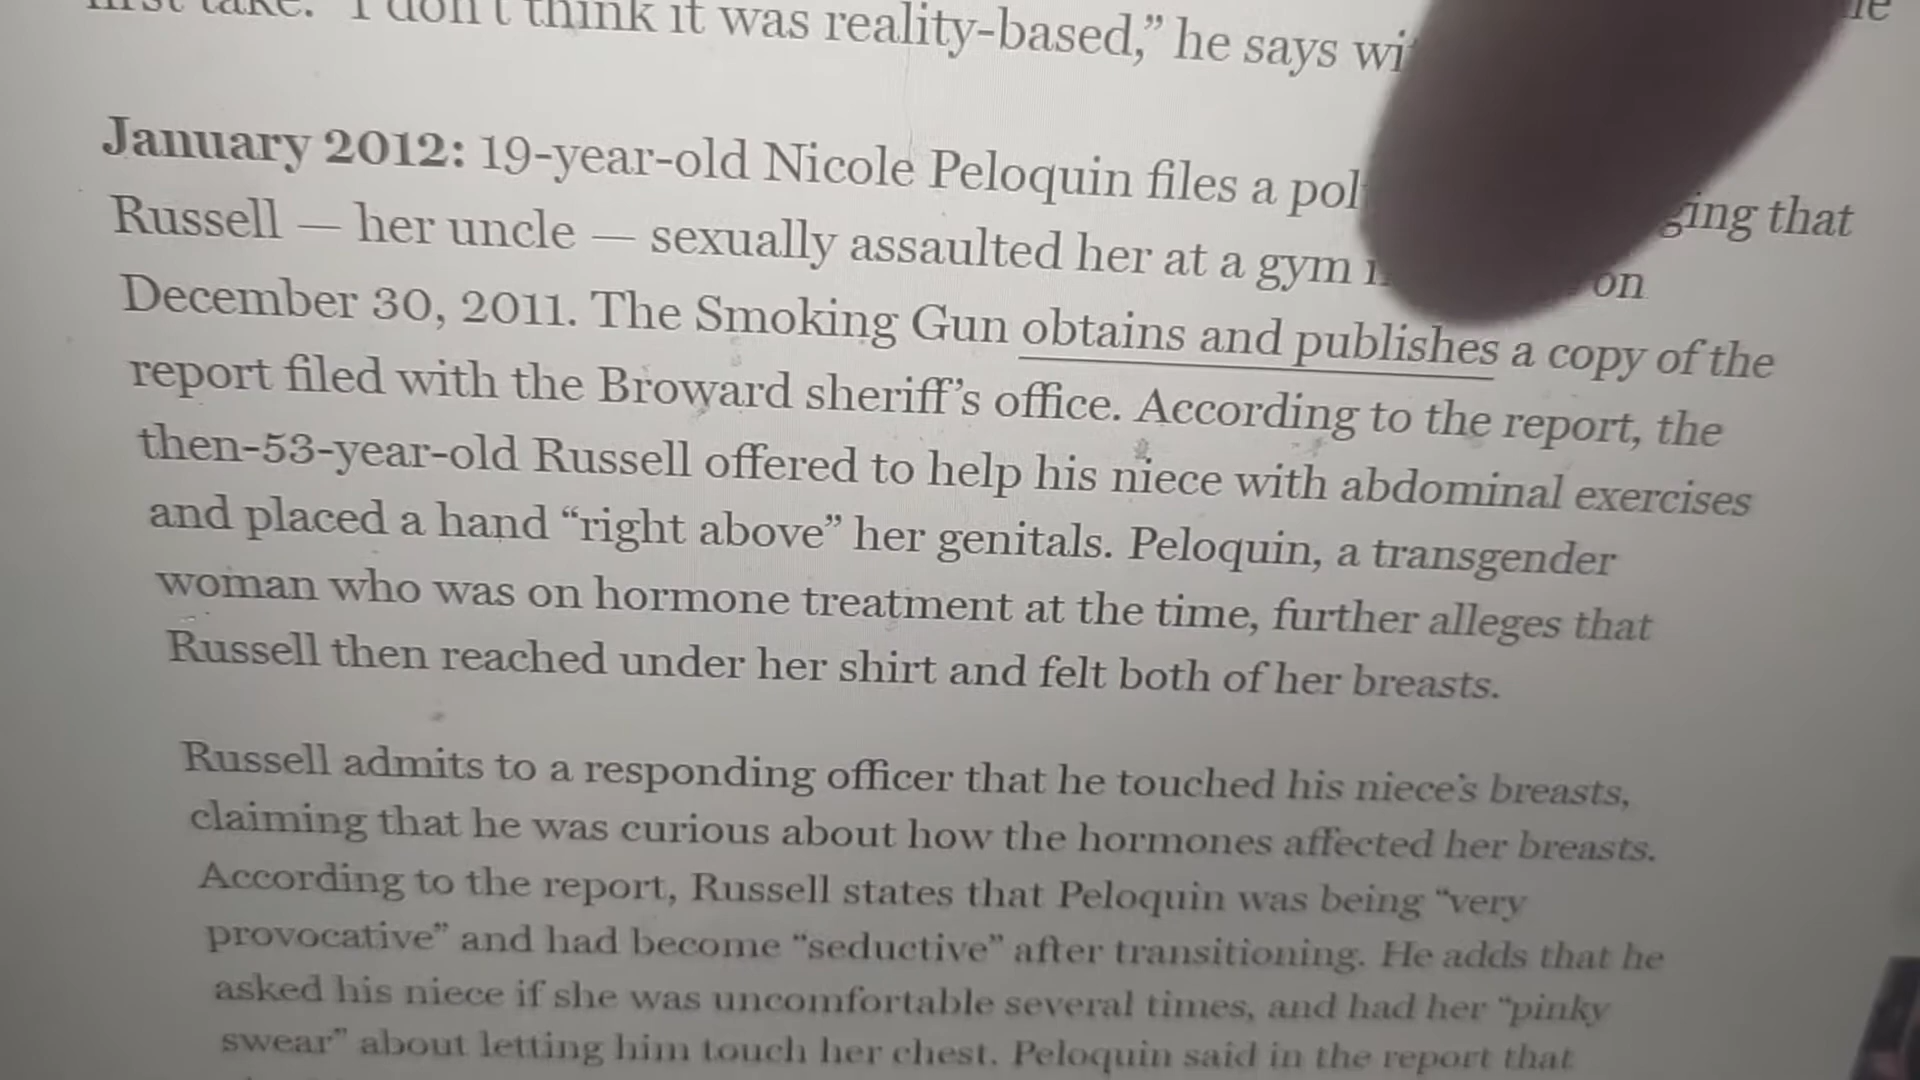 first take. "I don't think it was reality-based," he says
January 2012: 19-year-old Nicole Peloquin files a that
Russell — her uncle — sexually assaulted her at a gym on
December 30, 2011. The Smoking Gun obtains and publishes a copy of the
report filed with the Broward sheriff's office. According to the report, the
then-53-year-old Russell offered to help his niece with abdominal exercises
and placed a hand “right above” her genitals. Peloquin, a transgender
woman who was on hormone treatment at the time, further alleges that
Russell then reached under her shirt and felt both of her breasts.
Russell admits to a responding officer that he touched his niece's breasts,
claiming that he was curious about how the hormones affected her breasts.
According to the report, Russell states that Peloquin was being “very
provocative” and had become “seductive” after transitioning. He adds that he
asked his niece if she was uncomfortable several times, and had her “pinky
swear” about letting him touch her chest. Peloquin said in the report that